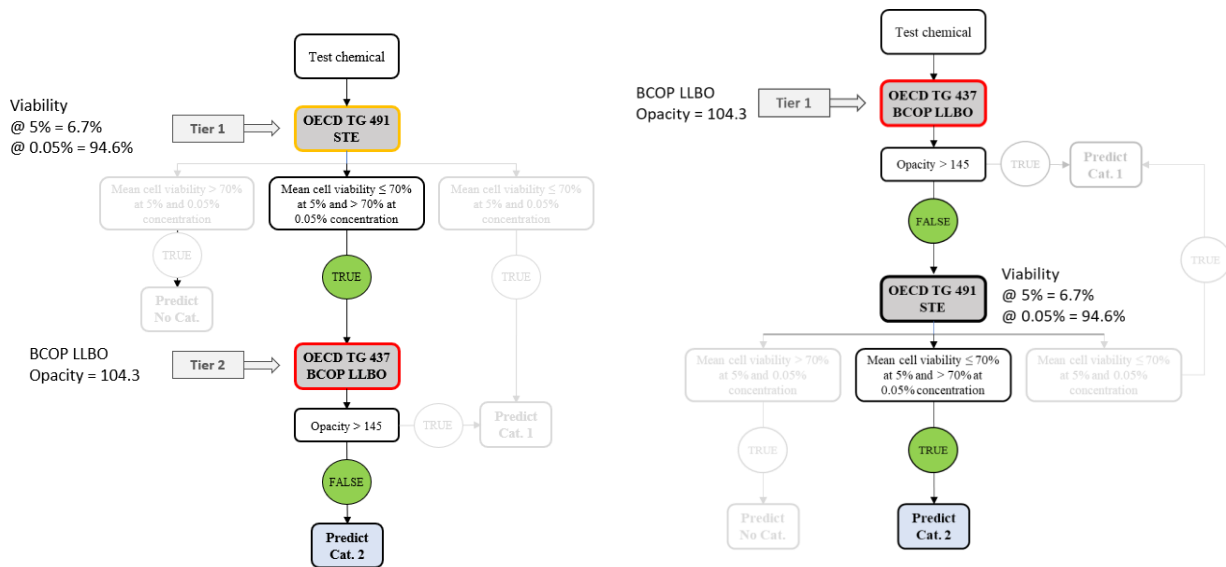 Test chemical
Viability
@ 5% = 6.7%
@ 0.05% = 94.6%
Tier 1
OECD TG 491
STE
Mean cell viability > 70%
at 5% and 0.05%
concentration
Mean cell viability ≤ 70%
at 5% and > 70% at
0.05% concentration
Mean cell viability ≤ 70%
at 5% and 0.05%
concentration
TRUE
TRUE
TRUE
Predict
No Cat.
BCOP LLBO
Opacity = 104.3
Tier 2
OECD TG 437
BCOP LLBO
Opacity > 145
TRUE
Predict
Cat. 1
FALSE
Predict
Cat. 2
Test chemical
BCOP LLBO
Opacity = 104.3
Tier 1
OECD TG 437
BCOP LLBO
Opacity > 145
TRUE
Predict
Cat. 1
FALSE
TRUE
OECD TG 491
STE
Viability
@ 5% = 6.7%
@ 0.05% = 94.6%
Mean cell viability > 70%
at 5% and 0.05%
concentration
Mean cell viability ≤70%
at 5% and > 70% at
0.05% concentration
Mean cell viability ≤70%
at 5% and 0.05%
concentration
TRUE
TRUE
Predict
No Cat.
Predict
Cat. 2